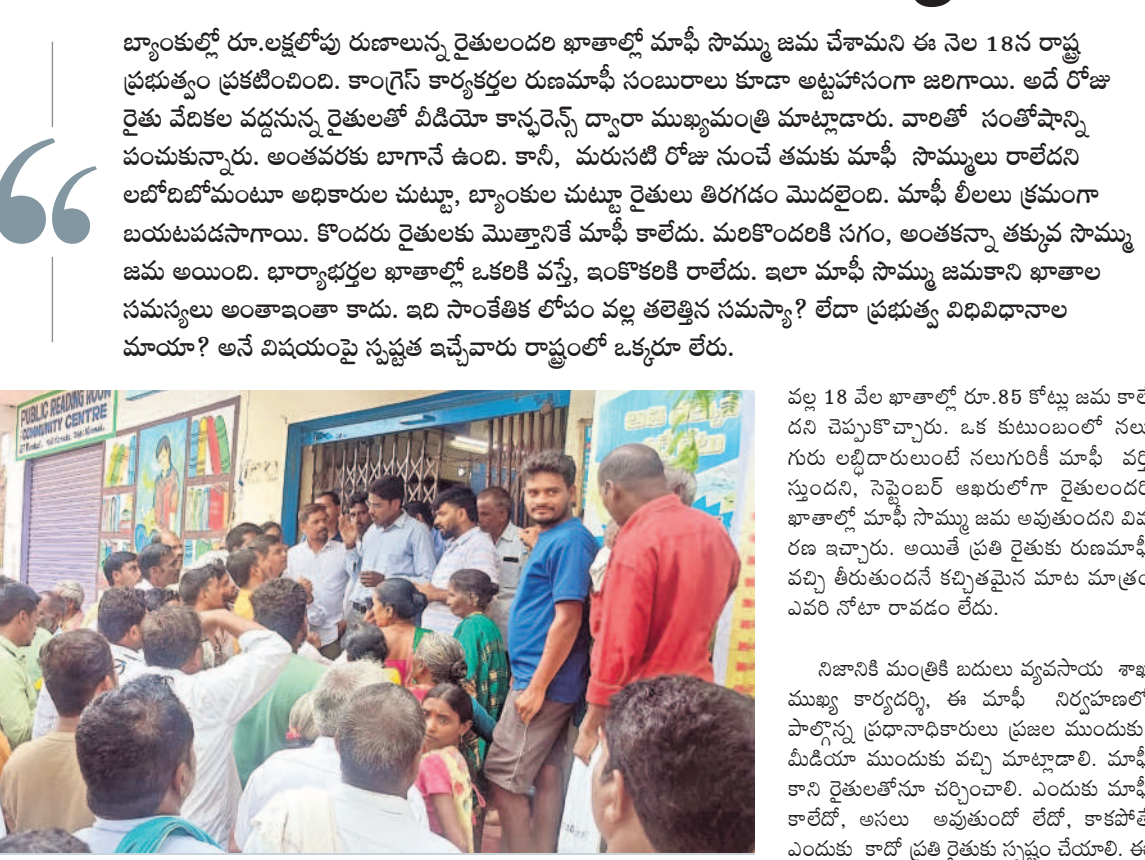 బ్యాంకుల్లో రూ.లక్షలోపు రుణాలున్న రైతులందరి ఖాతాల్లో మాఫీ సొమ్ము జమ చేశామని ఈ నెల 18న రాష్ట్ర
ప్రభుత్వం ప్రకటించింది. కాంగ్రెస్ కార్యకర్తల రుణమాఫీ సంబురాలు కూడా అట్టహాసంగా జరిగాయి. అదే రోజు
రైతు వేదికల వద్దనున్న రైతులతో వీడియో కాన్ఫరెన్స్ ద్వారా ముఖ్యమంత్రి మాట్లాడారు. వారితో సంతోషాన్ని
పంచుకున్నారు. అంతవరకు బాగానే ఉంది. కానీ, మరుసటి రోజు నుంచే తమకు మాఫీ సొమ్ములు రాలేదని
లబోదిబోమంటూ అధికారుల చుట్టూ, బ్యాంకుల చుట్టూ రైతులు తిరగడం మొదలైంది. మాఫీ లీలలు క్రమంగా
బయటపడసాగాయి. కొందరు రైతులకు మొత్తానికే మాఫీ కాలేదు. మరికొందరికి సగం, అంతకన్నా తక్కువ సొమ్ము
జమ అయింది. భార్యాభర్తల ఖాతాల్లో ఒకరికి వస్తే, ఇంకొకరికి రాలేదు. ఇలా మాఫీ సొమ్ము జమకాని ఖాతాల
సమస్యలు అంతాఇంతా కాదు. ఇది సాంకేతిక లోపం వల్ల తలెత్తిన సమస్యా? లేదా ప్రభుత్వ విధివిధానాల
మాయా? అనే విషయంపై స్పష్టత ఇచ్చేవారు రాష్ట్రంలో ఒక్కరూ లేరు.
PUBLIC READING ROOM
COMMUNITY CENTRE
వల్ల 18 వేల ఖాతాల్లో రూ.85 కోట్లు జమ కాలే
దని చెప్పుకొచ్చారు. ఒక కుటుంబంలో నలు
గురు లబ్ధిదారులుంటే నలుగురికీ మాఫీ వర్తి
స్తుందని, సెప్టెంబర్ ఆఖరులోగా రైతులందరి
ఖాతాల్లో మాఫీ సొమ్ము జమ అవుతుందని వివ
రణ ఇచ్చారు. అయితే ప్రతి రైతుకు రుణమాఫీ
వచ్చి తీరుతుందనే కచ్చితమైన మాట మాత్రం
ఎవరి నోటా రావడం లేదు.
నిజానికి మంత్రికి బదులు వ్యవసాయ శాఖ
ముఖ్య కార్యదర్శి, ఈ మాఫీ నిర్వహణలో
పాల్గొన్న ప్రధానాధికారులు ప్రజల ముందుకు,
మీడియా ముందుకు వచ్చి మాట్లాడాలి. మాఫీ
కాని రైతులతోనూ చర్చించాలి. ఎందుకు మాఫీ
కాలేదో, అసలు అవుతుందో లేదో, కాకపోతే
ఎందుకు కాదో ప్రతి రైతుకు స్పష్టం చేయాలి. ఈ